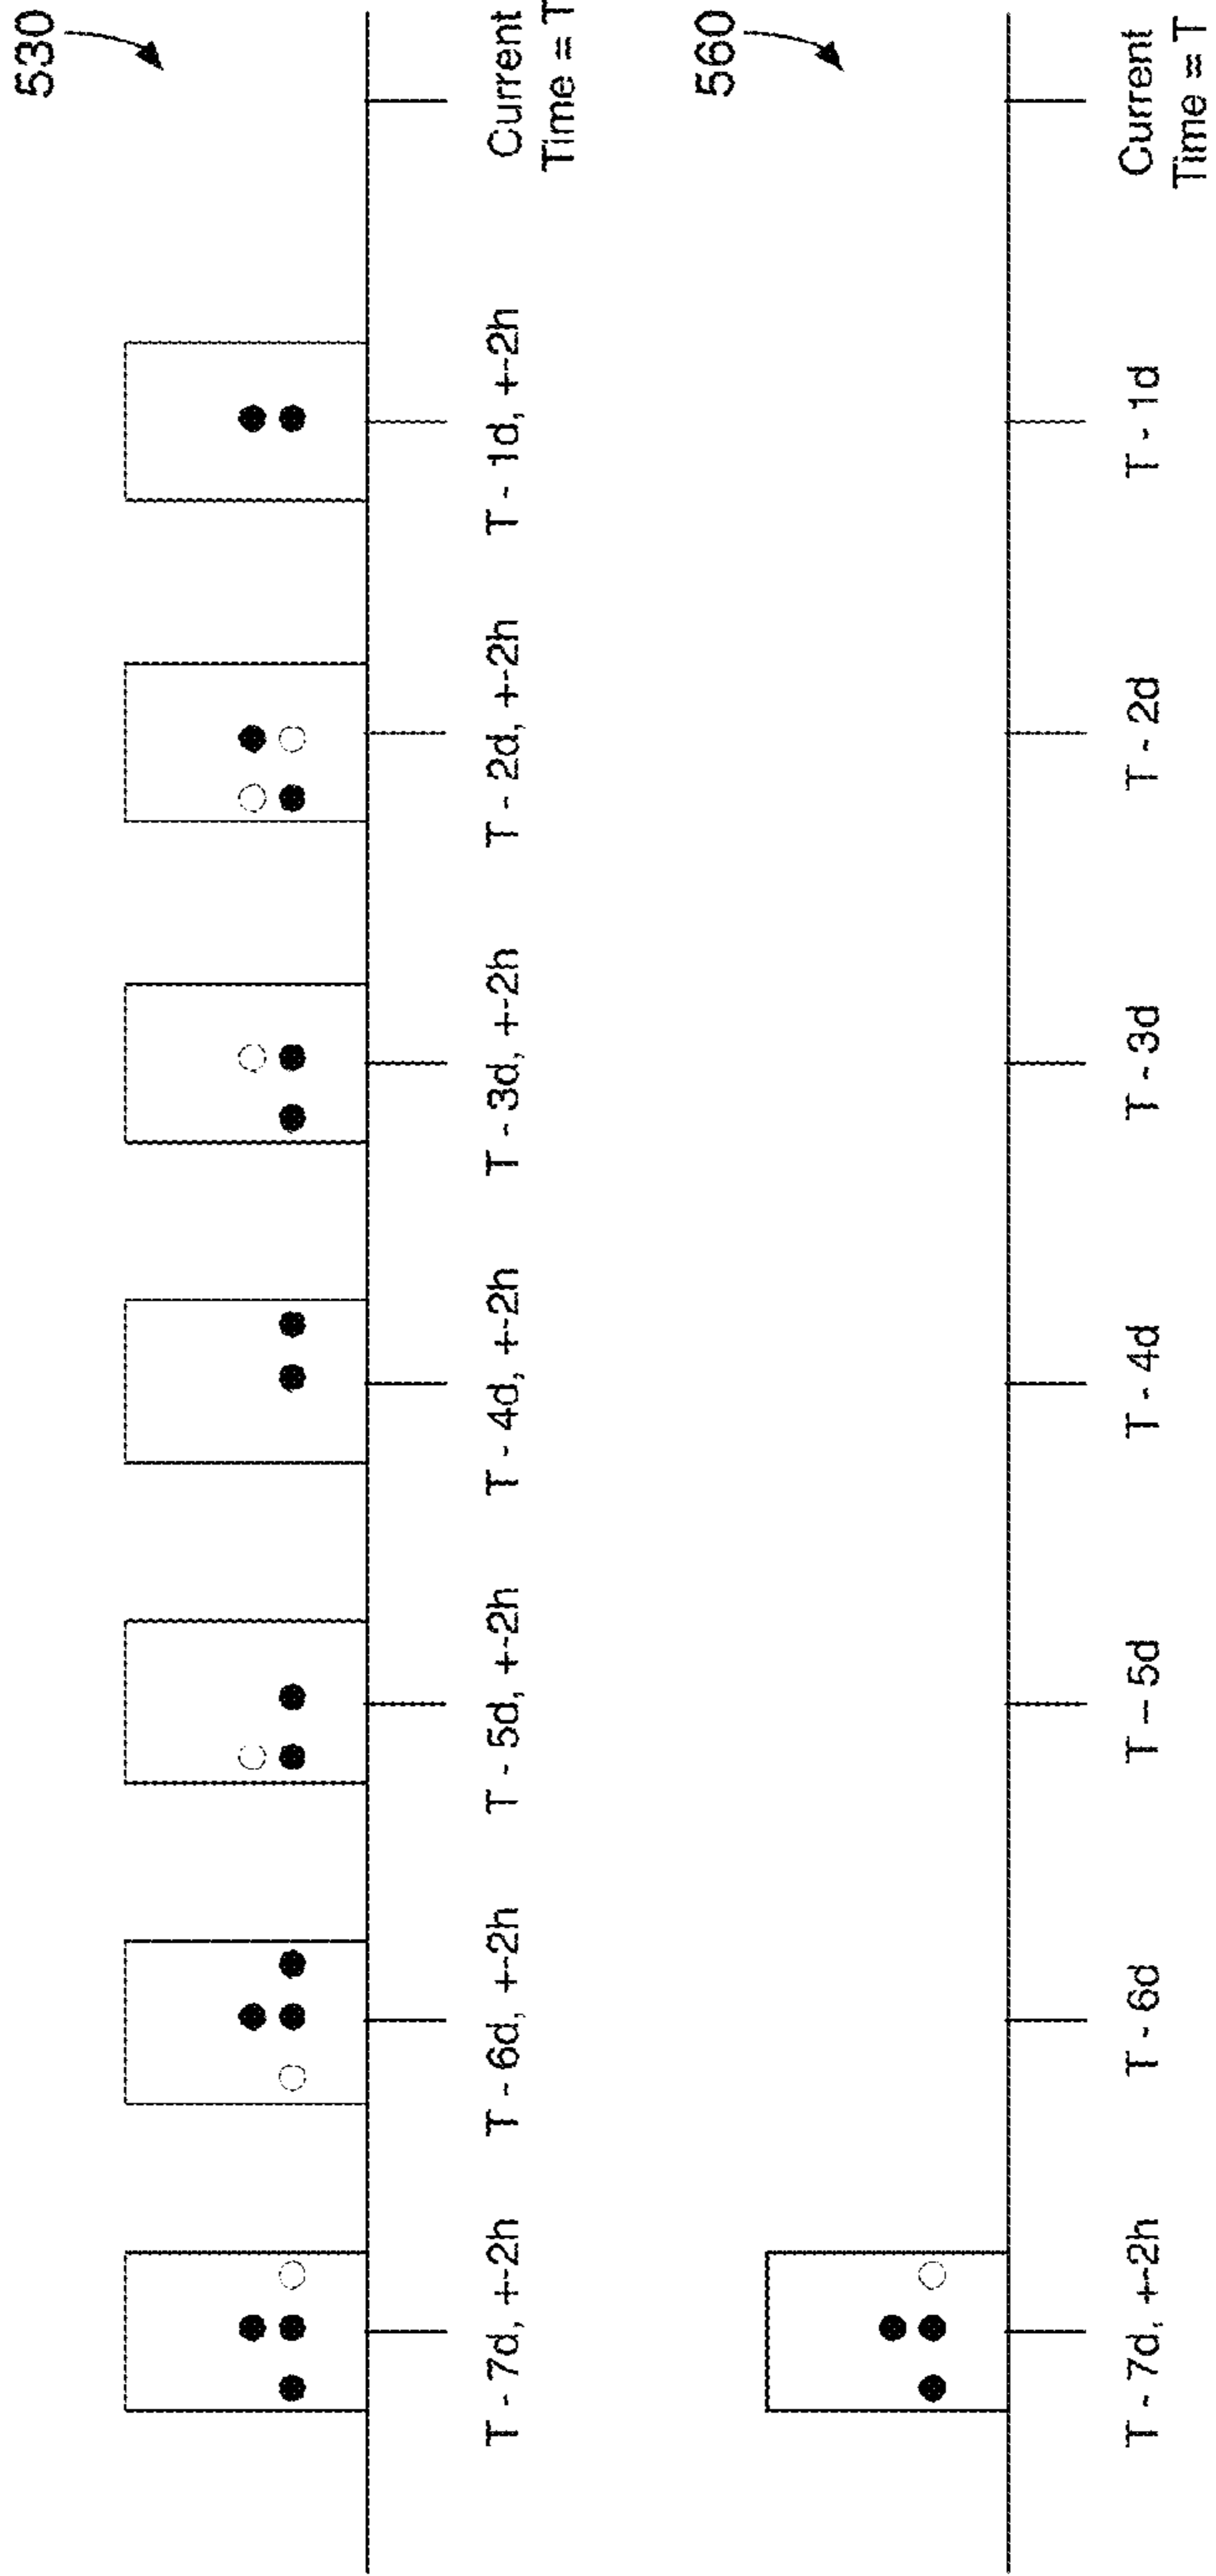 530
T - 7d, +-2h
T - 6d, +-2h
T - 5d, +-2h
T - 4d, +-2h
T - 3d, +-2h
T - 2d, +-2h
T - 1d, +-2h
Current
Time = T
560
T - 7d, +-2h
T - 6d
T – 5d
T - 4d
T - 3d
T - 2d
T - 1d
Current
Time = T